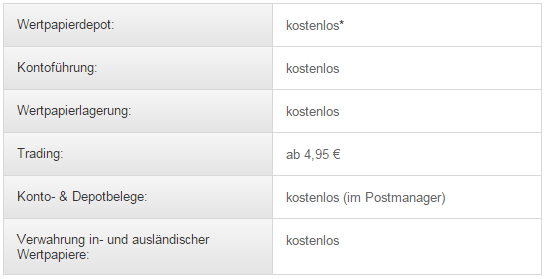 Wertpapierdepot: kostenlos*
Kontoführung: kostenlos
Wertpapierlagerung: kostenlos
Trading: ab 4,95 €
Konto- & Depotbelege: kostenlos (im Postmanager)
Verwahrung in- und ausländischer kostenlos
Wertpapiere: